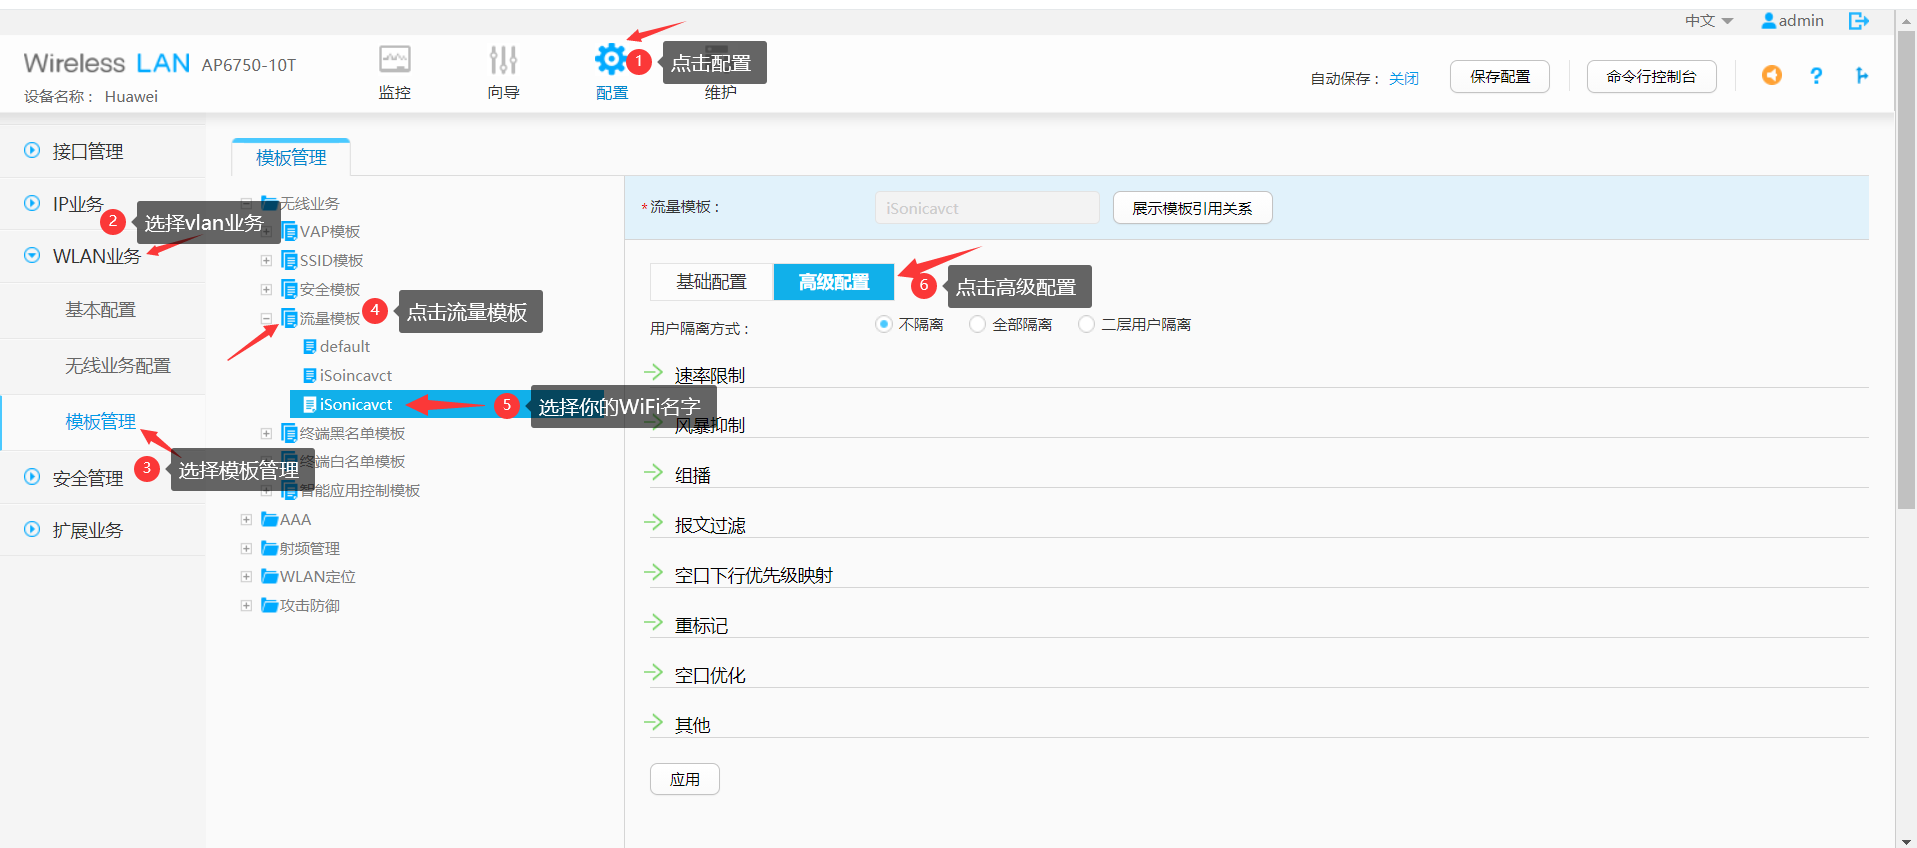 中文
admin
Wireless LAN AP6750-10T
设备名称： Huawei
监控
向导
配置
维护
1 点击配置
自动保存： 关闭
保存配置
命令行控制台
接口管理
IP业务
2 选择vlan业务
WLAN业务
基本配置
无线业务配置
模板管理
3 选择模板管理
安全管理
扩展业务
模板管理
无线业务
VAP模板
SSID模板
安全模板
流量模板
4 点击流量模板
default
iSoincavct
iSonicavct
5 选择你的WiFi名字
终端黑名单模板
终端白名单模板
智能应用控制模板
AAA
射频管理
WLAN定位
攻击防御
*流量模板：
iSonicavct
展示模板引用关系
基础配置
高级配置
6 点击高级配置
用户隔离方式：
不隔离
全部隔离
二层用户隔离
速率限制
风暴抑制
组播
报文过滤
空口下行优先级映射
重标记
空口优化
其他
应用